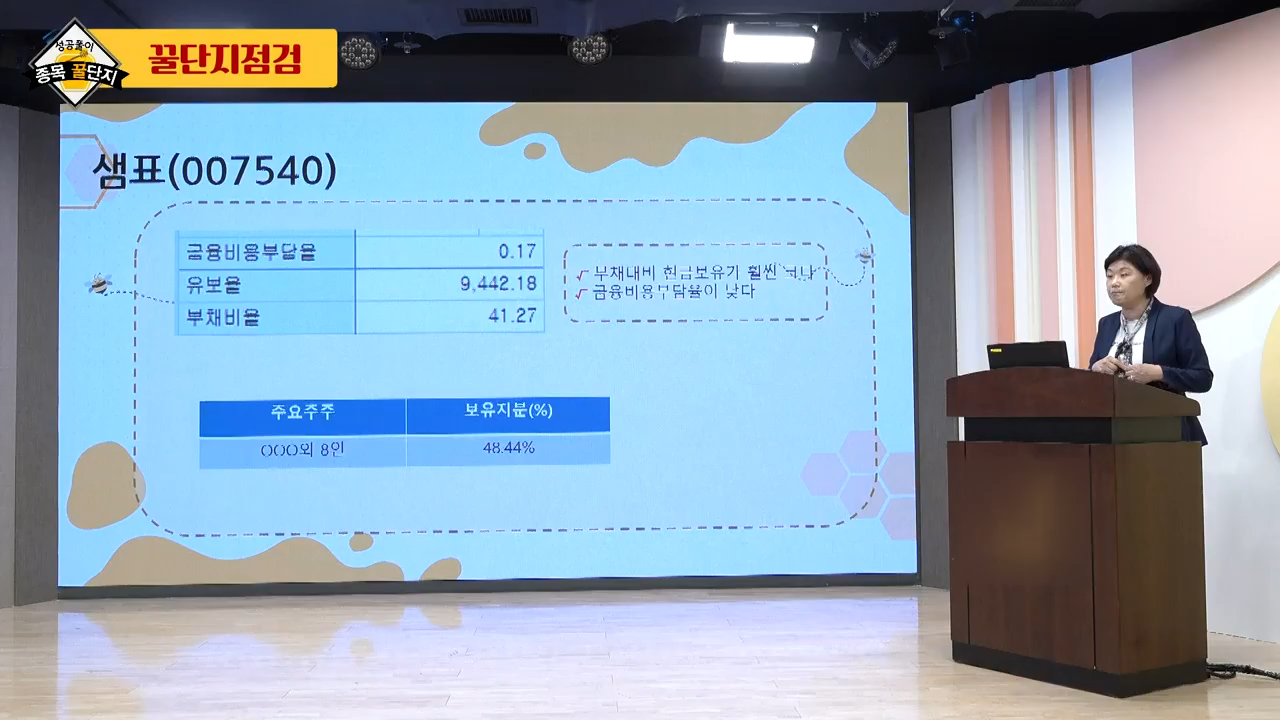 성공풀이
종목 꿀단지
꿀단지점검
샘표(007540)
금융비용부담율 0.17
유보율 9,442.18
부채비율 41.27
√ 부채대비 현금보유가 훨씬 크다
√ 금융비용부담율이 낮다
주요주주 보유지분(%)
OOO외 8인 48.44%